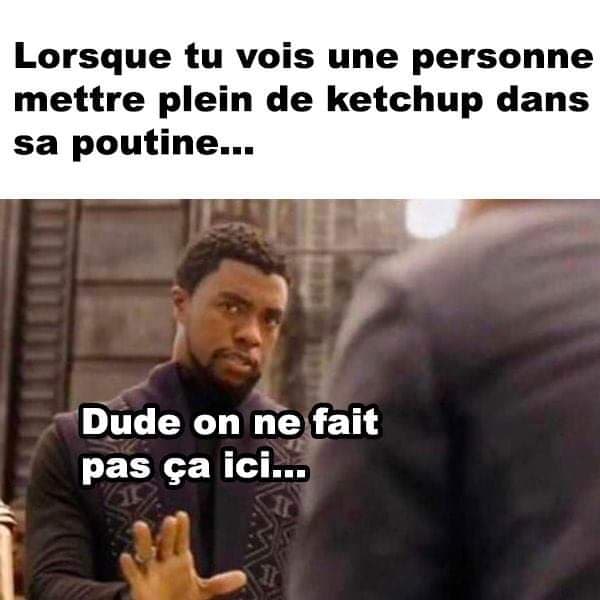 Lorsque tu vois une personne
mettre plein de ketchup dans
sa poutine...
Dude on ne fait
pas ça ici...